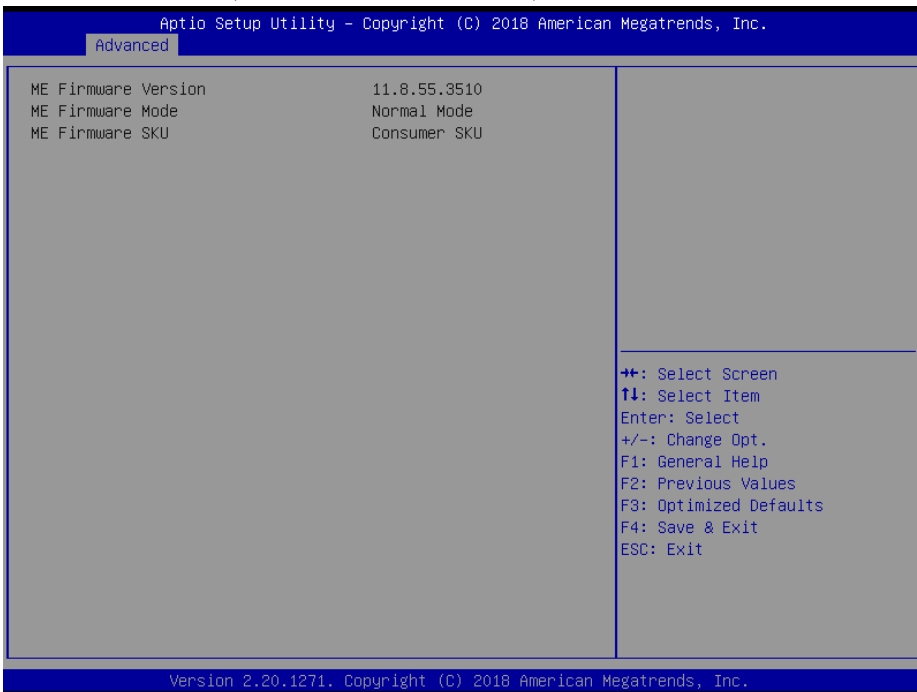 Aptio Setup Utility – Copyright (C) 2018 American Megatrends, Inc.
Advanced
ME Firmware Version 11.8.55.3510
ME Firmware Mode Normal Mode
ME Firmware SKU Consumer SKU
→←: Select Screen
↑↓: Select Item
Enter: Select
+/-: Change Opt.
F1: General Help
F2: Previous Values
F3: Optimized Defaults
F4: Save & Exit
ESC: Exit
Version 2.20.1271. Copyright (C) 2018 American Megatrends, Inc.